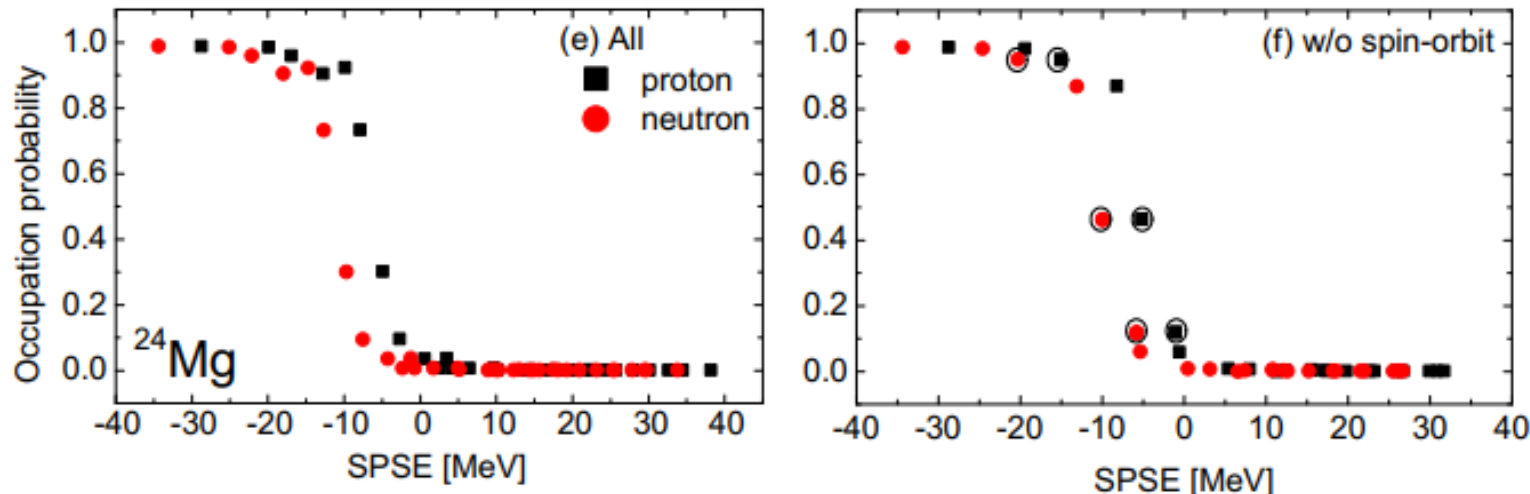 Occupation probability
1.0
0.8
0.6
0.4
0.2
0.0
(e) All
proton
neutron
²⁴Mg
-40 -30 -20 -10 0 10 20 30 40
SPSE [MeV]
1.0
0.8
0.6
0.4
0.2
0.0
(f) w/o spin-orbit
-40 -30 -20 -10 0 10 20 30 40
SPSE [MeV]